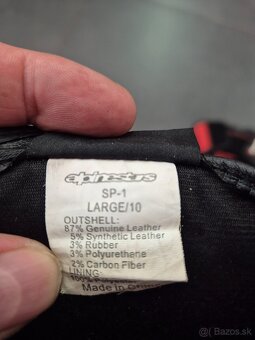 alpinestars
SP-1
LARGE/10
OUTSHELL:
87% Genuine Leather
5% Synthetic Leather
3% Rubber
3% Polyurethane
2% Carbon Fiber
LINING
100%
Made in
© bazos.sk